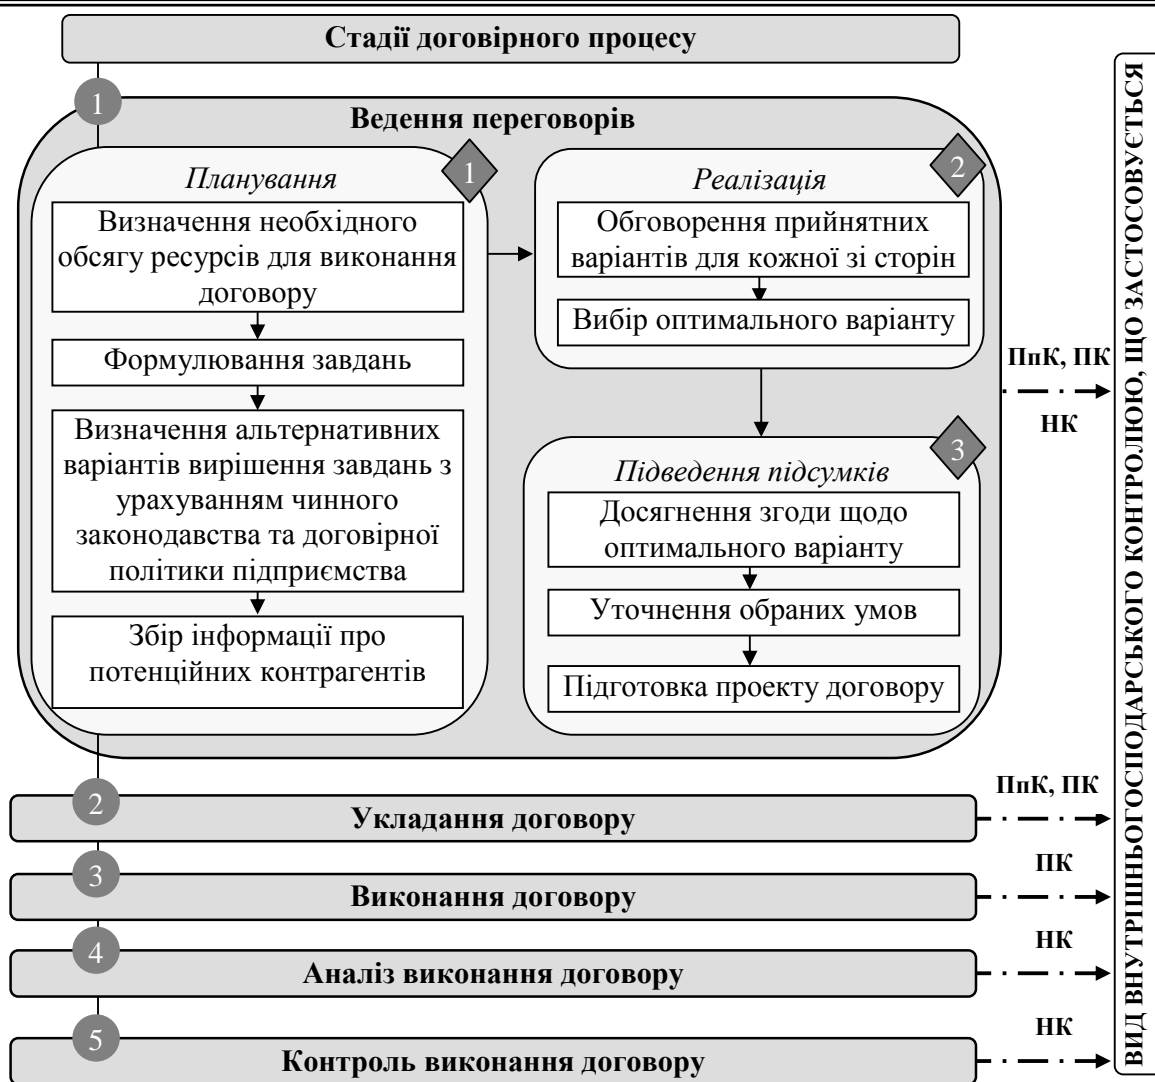 Стадії договірного процесу
1
Ведення переговорів
1
Планування
Визначення необхідного
обсягу ресурсів для виконання
договору
Формулювання завдань
Визначення альтернативних
варіантів вирішення завдань з
урахуванням чинного
законодавства та договірної
політики підприємства
Збір інформації про
потенційних контрагентів
2
Реалізація
Обговорення прийнятних
варіантів для кожної зі сторін
Вибір оптимального варіанту
3
Підведення підсумків
Досягнення згоди щодо
оптимального варіанту
Уточнення обраних умов
Підготовка проекту договору
ПпК, ПК
НК
2
Укладання договору
ПпК, ПК
3
Виконання договору
ПК
4
Аналіз виконання договору
НК
5
Контроль виконання договору
НК
ВИД ВНУТРІШНЬОГОСПОДАРСЬКОГО КОНТРОЛЮЮ, ЩО ЗАСТОСОВУЄТЬСЯ